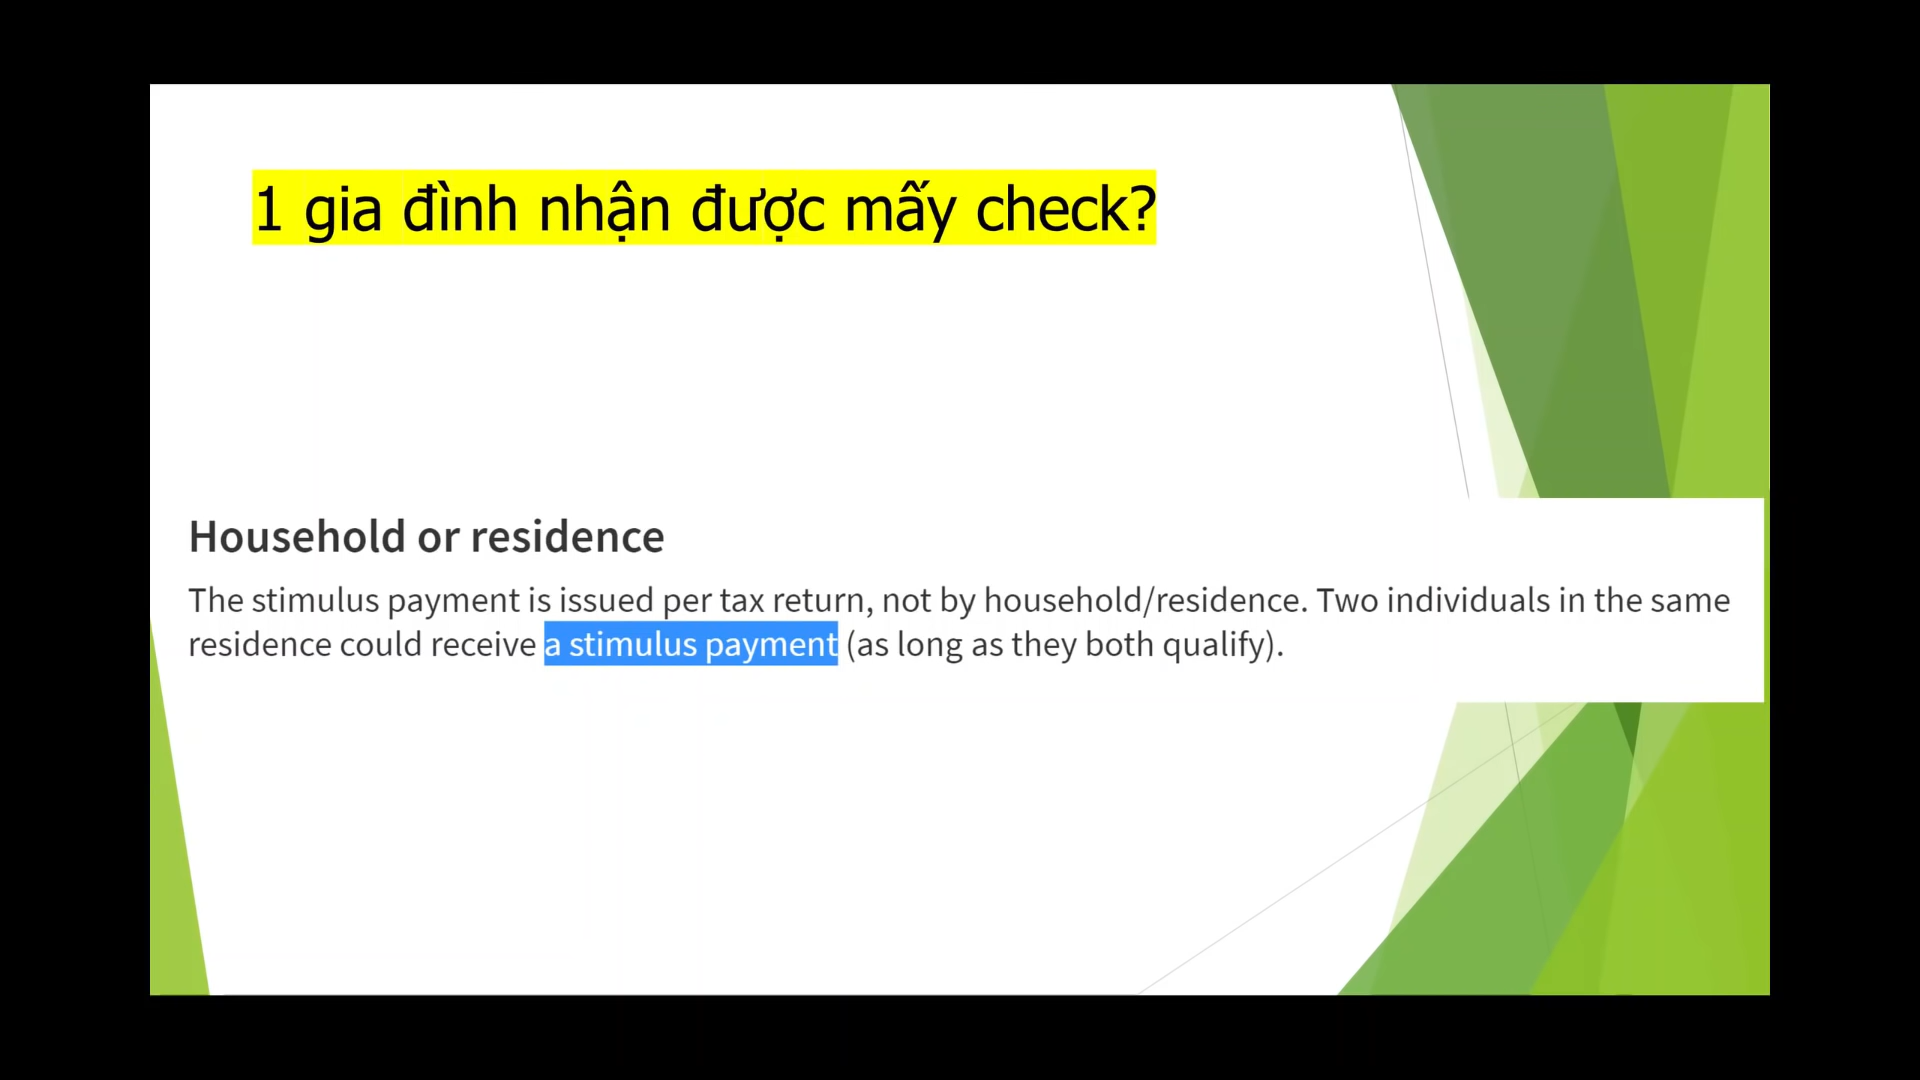 1 gia đình nhận được mấy check?
Household or residence
The stimulus payment is issued per tax return, not by household/residence. Two individuals in the same
residence could receive a stimulus payment (as long as they both qualify).